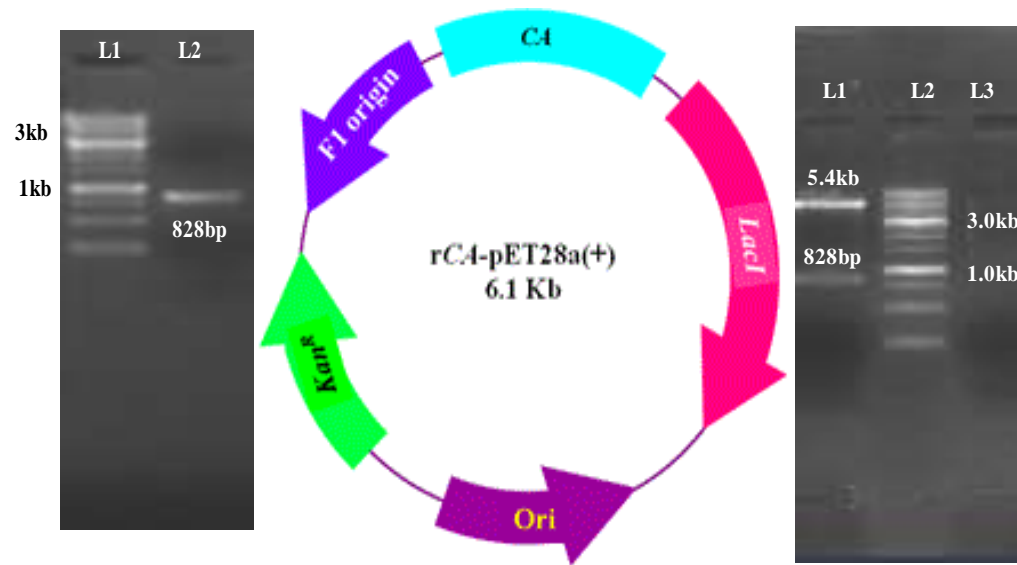 L1 L2
3kb
1kb
828bp
CA
F1 origin
LacI
rCA-pET28a(+)
6.1 Kb
Kanᴿ
Ori
L1 L2 L3
5.4kb
3.0kb
828bp
1.0kb